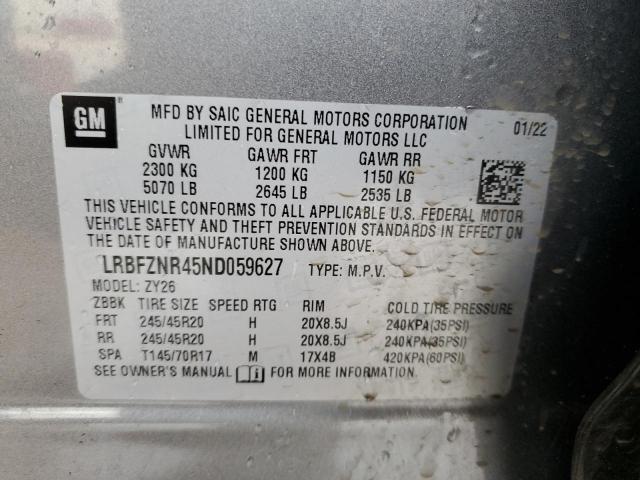 GM
MFD BY SAIC GENERAL MOTORS CORPORATION
LIMITED FOR GENERAL MOTORS LLC
01/22
GVWR GAWR FRT GAWR RR
2300 KG 1200 KG 1150 KG
5070 LB 2645 LB 2535 LB
THIS VEHICLE CONFORMS TO ALL APPLICABLE U.S. FEDERAL MOTOR
VEHICLE SAFETY AND THEFT PREVENTION STANDARDS IN EFFECT ON
THE DATE OF MANUFACTURE SHOWN ABOVE.
LRBFZNR45ND059627 TYPE: M.P.V.
MODEL: ZY26
ZBBK TIRE SIZE SPEED RTG RIM COLD TIRE PRESSURE
FRT 245/45R20 H 20X8.5J 240KPA(35PSI)
RR 245/45R20 H 20X8.5J 240KPA(35PSI)
SPA T145/70R17 M 17X4B 420KPA(60PSI)
SEE OWNER'S MANUAL FOR MORE INFORMATION